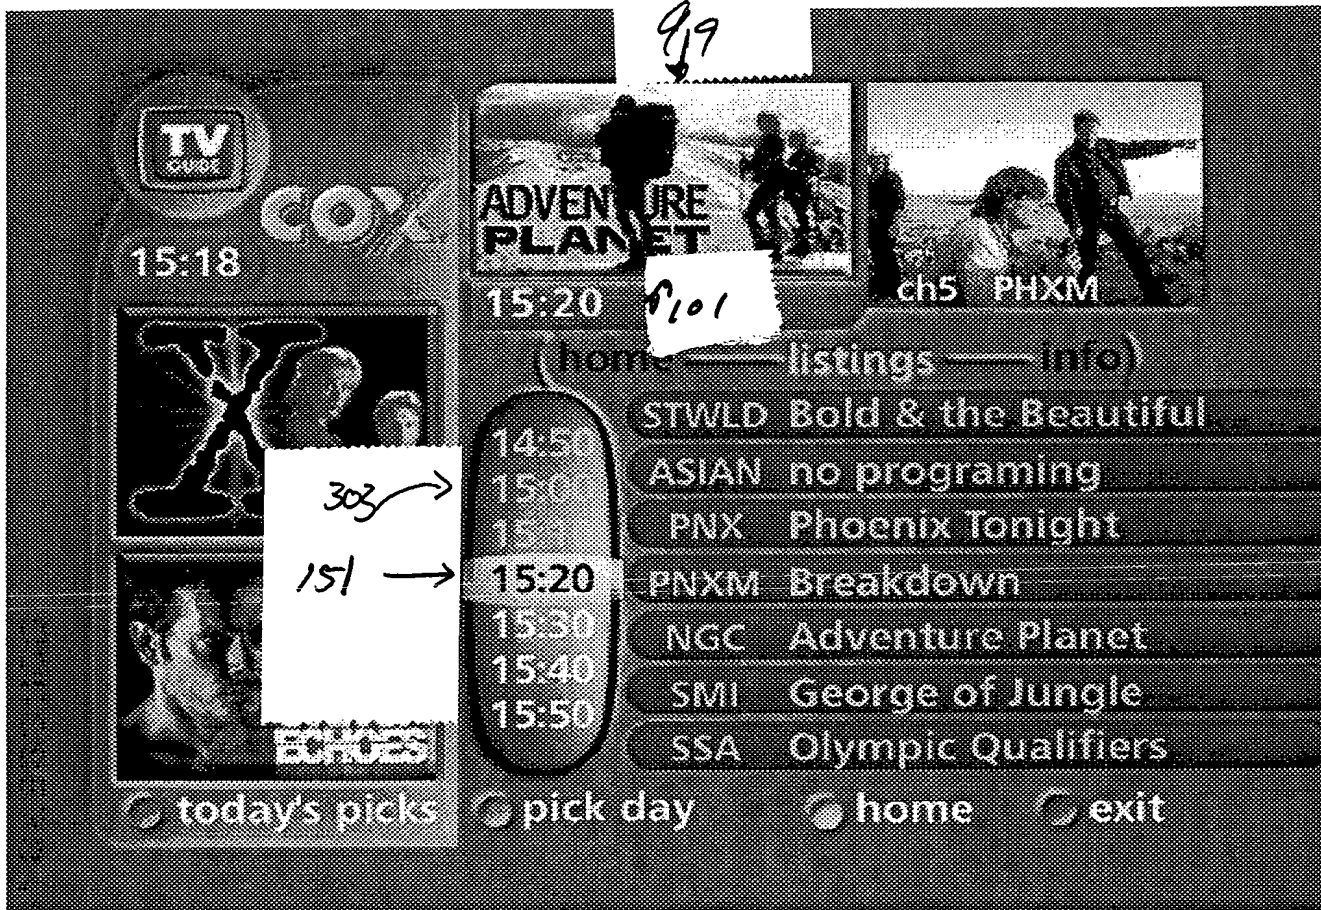 919
TV
GUIDE
COX
ADVENTURE
PLANET
15:18
15:20
101
ch5 PHXM
(home listings info)
STWLD Bold & the Beautiful
14:50
ASIAN no programing
303
15:0
PNX Phoenix Tonight
15:1
151
15:20
PNXM Breakdown
15:30
NGC Adventure Planet
15:40
SMI George of Jungle
15:50
ECHOES
SSA Olympic Qualifiers
today's picks pick day home exit